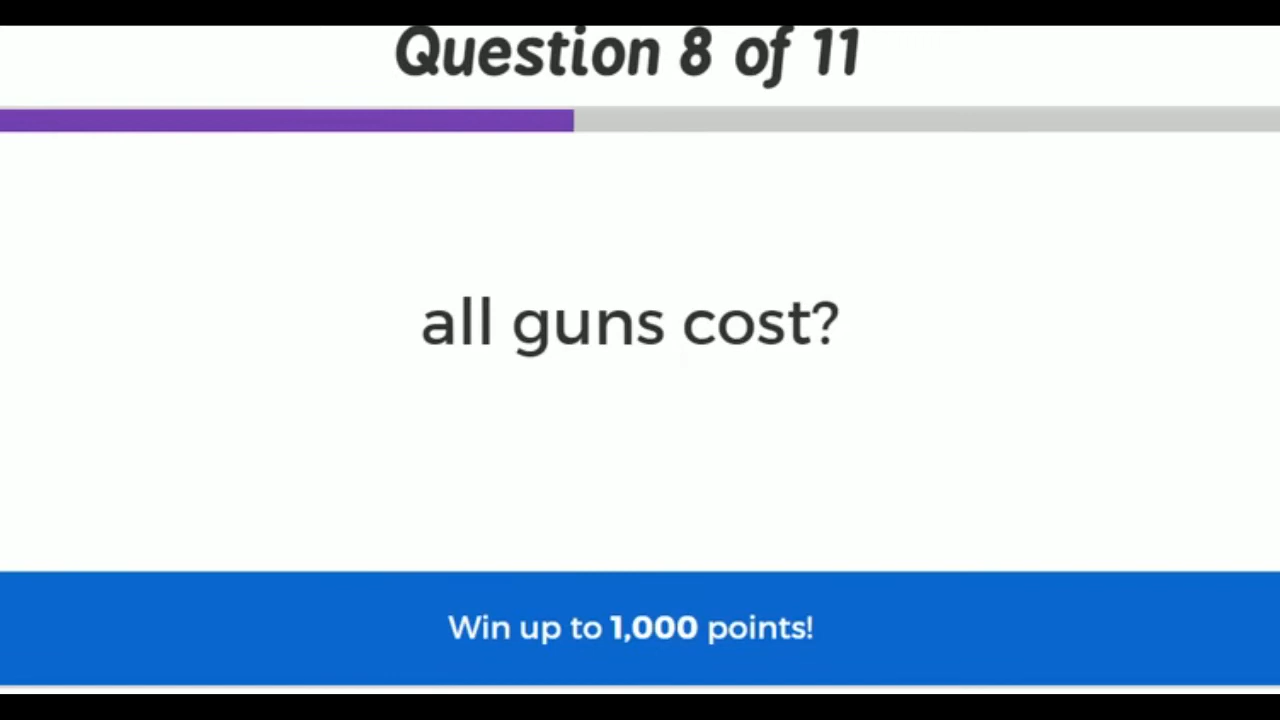 Question 8 of 11
all guns cost?
Win up to 1,000 points!